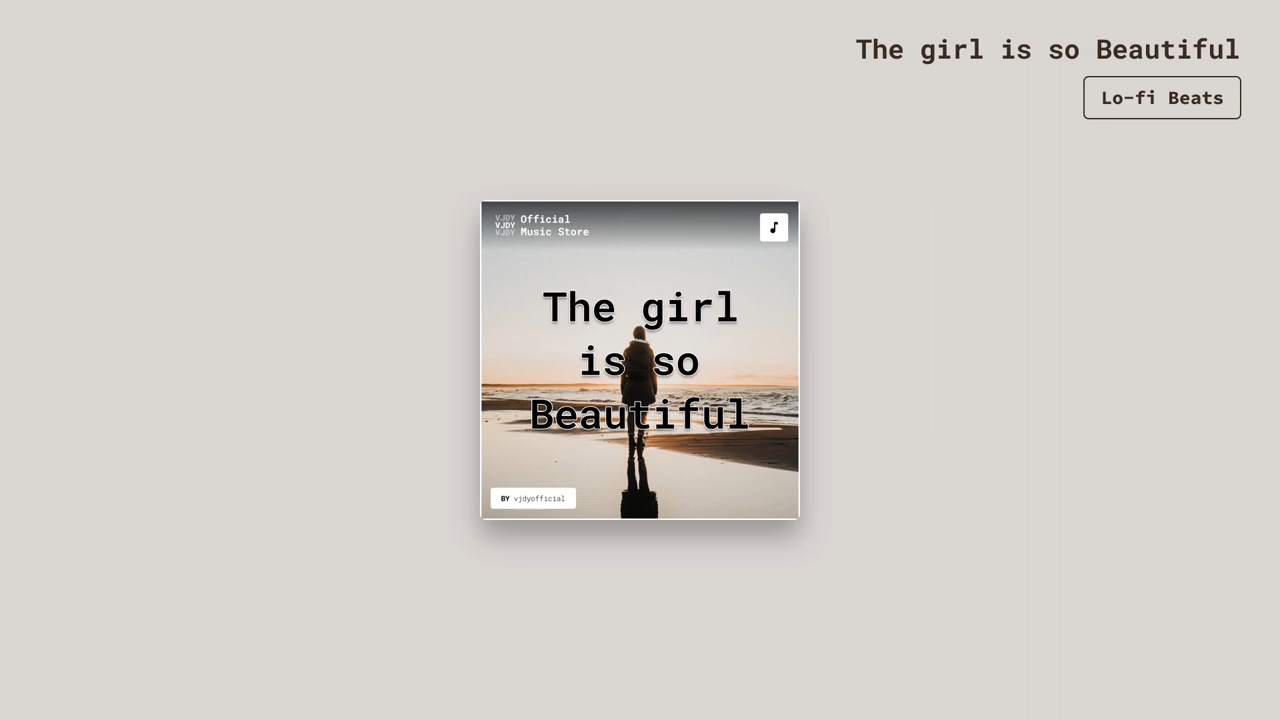 The girl is so Beautiful
Lo-fi Beats
VJDY
VJDY
VJDY
Official
Music Store
The girl
is so
Beautiful
BY vjdyofficial